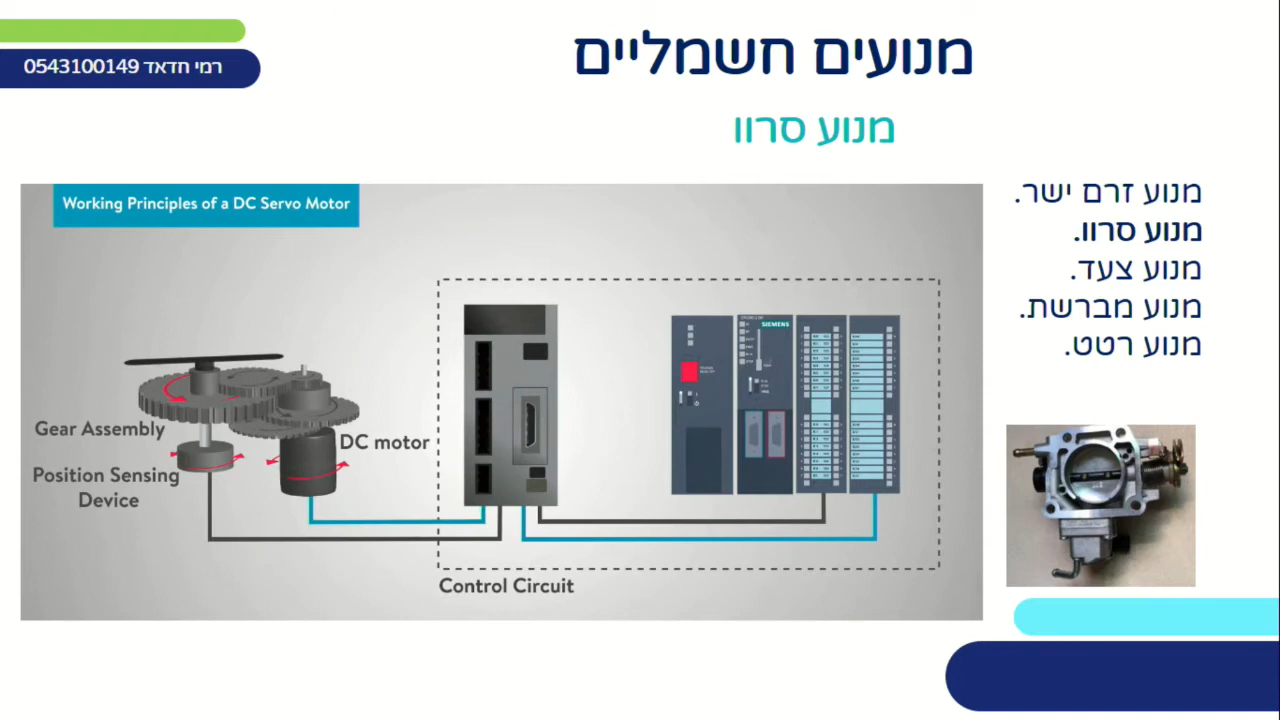 רמי חדאד 0543100149
מנועים חשמליים
מנוע סרוו
מנוע זרם ישר.
מנוע סרוו.
מנוע צעד.
מנוע מברשת.
מנוע רטט.
Working Principles of a DC Servo Motor
SIEMENS
Gear Assembly
DC motor
Position Sensing
Device
Control Circuit